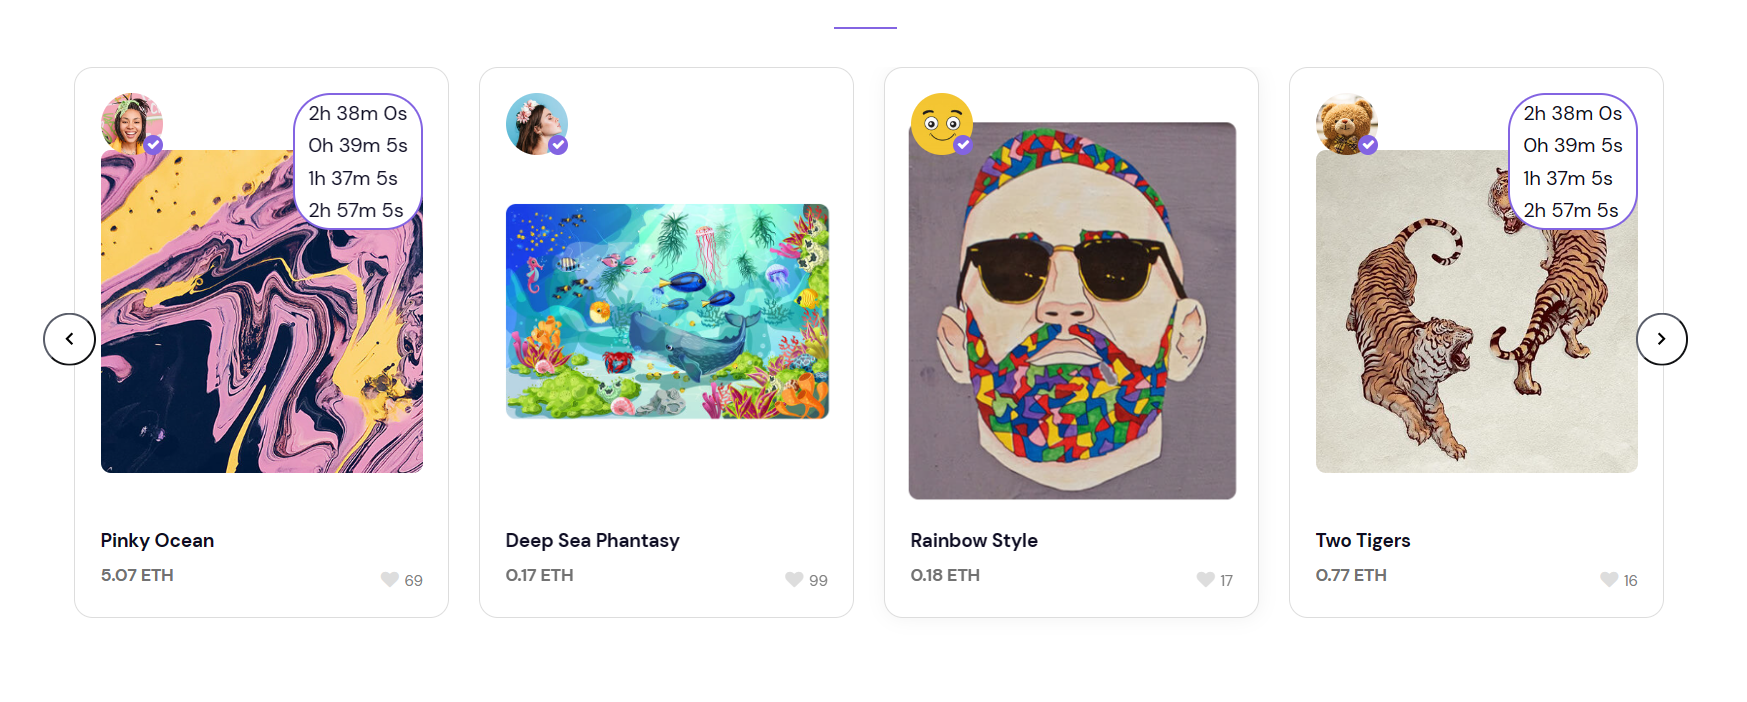 2h 38m 0s
0h 39m 5s
1h 37m 5s
2h 57m 5s
Pinky Ocean
5.07 ETH
69
Deep Sea Phantasy
0.17 ETH
99
Rainbow Style
0.18 ETH
17
2h 38m 0s
0h 39m 5s
1h 37m 5s
2h 57m 5s
Two Tigers
0.77 ETH
16